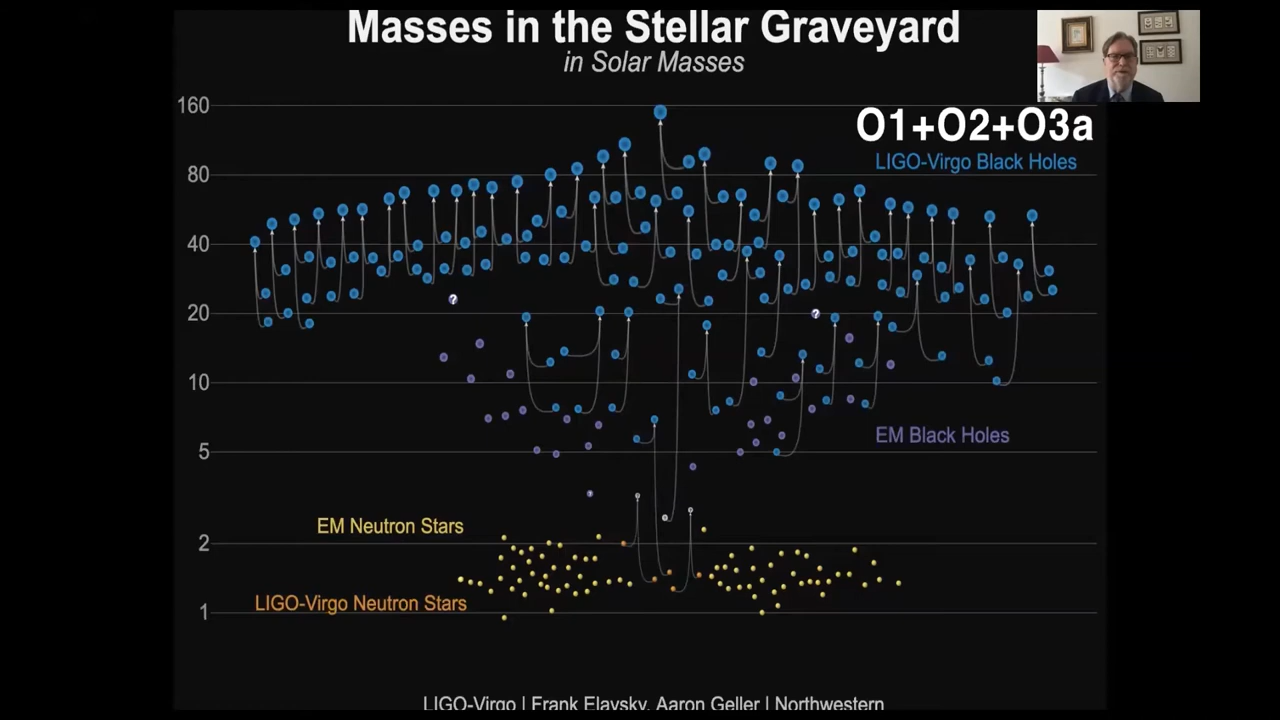 Masses in the Stellar Graveyard
in Solar Masses
O1+O2+O3a
LIGO-Virgo Black Holes
160
80
40
20
10
5
2
1
EM Black Holes
EM Neutron Stars
LIGO-Virgo Neutron Stars
?
?
LIGO-Virgo | Frank Elavsky, Aaron Geller | Northwestern